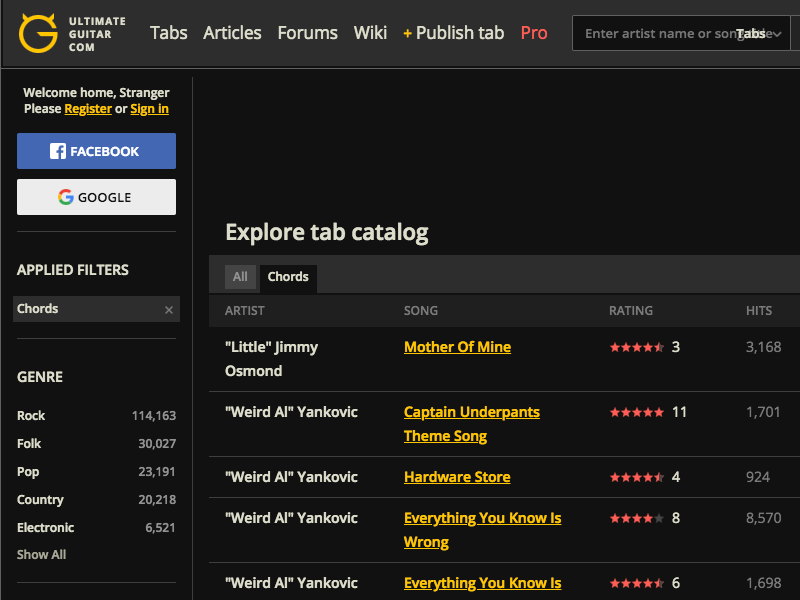 ULTIMATE
GUITAR
COM
Tabs Articles Forums Wiki + Publish tab Pro
Enter artist name or song title Tabs
Welcome home, Stranger
Please Register or Sign in
FACEBOOK
GOOGLE
APPLIED FILTERS
Chords ×
GENRE
Rock 114,163
Folk 30,027
Pop 23,191
Country 20,218
Electronic 6,521
Show All
Explore tab catalog
All Chords
ARTIST SONG RATING HITS
"Little" Jimmy Mother Of Mine 3 3,168
Osmond
"Weird Al" Yankovic Captain Underpants 11 1,701
Theme Song
"Weird Al" Yankovic Hardware Store 4 924
"Weird Al" Yankovic Everything You Know Is 8 8,570
Wrong
"Weird Al" Yankovic Everything You Know Is 6 1,698